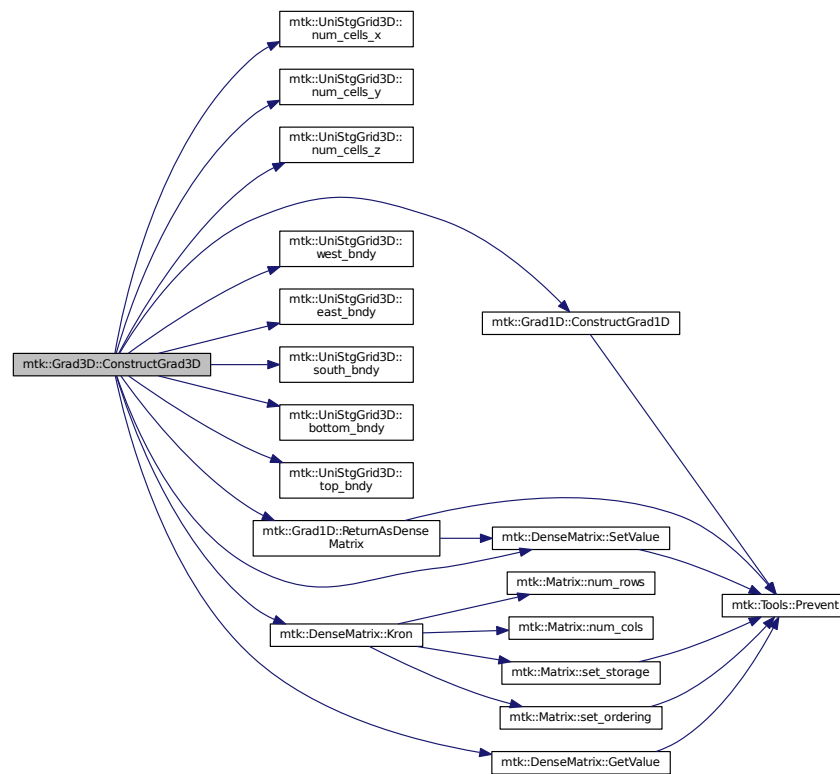 mtk::UniStgGrid3D::
num_cells_x
mtk::UniStgGrid3D::
num_cells_y
mtk::UniStgGrid3D::
num_cells_z
mtk::UniStgGrid3D::
west_bndy
mtk::UniStgGrid3D::
east_bndy
mtk::Grad1D::ConstructGrad1D
mtk::Grad3D::ConstructGrad3D
mtk::UniStgGrid3D::
south_bndy
mtk::UniStgGrid3D::
bottom_bndy
mtk::UniStgGrid3D::
top_bndy
mtk::Grad1D::ReturnAsDense
Matrix
mtk::DenseMatrix::SetValue
mtk::Matrix::num_rows
mtk::Tools::Prevent
mtk::DenseMatrix::Kron
mtk::Matrix::num_cols
mtk::Matrix::set_storage
mtk::Matrix::set_ordering
mtk::DenseMatrix::GetValue